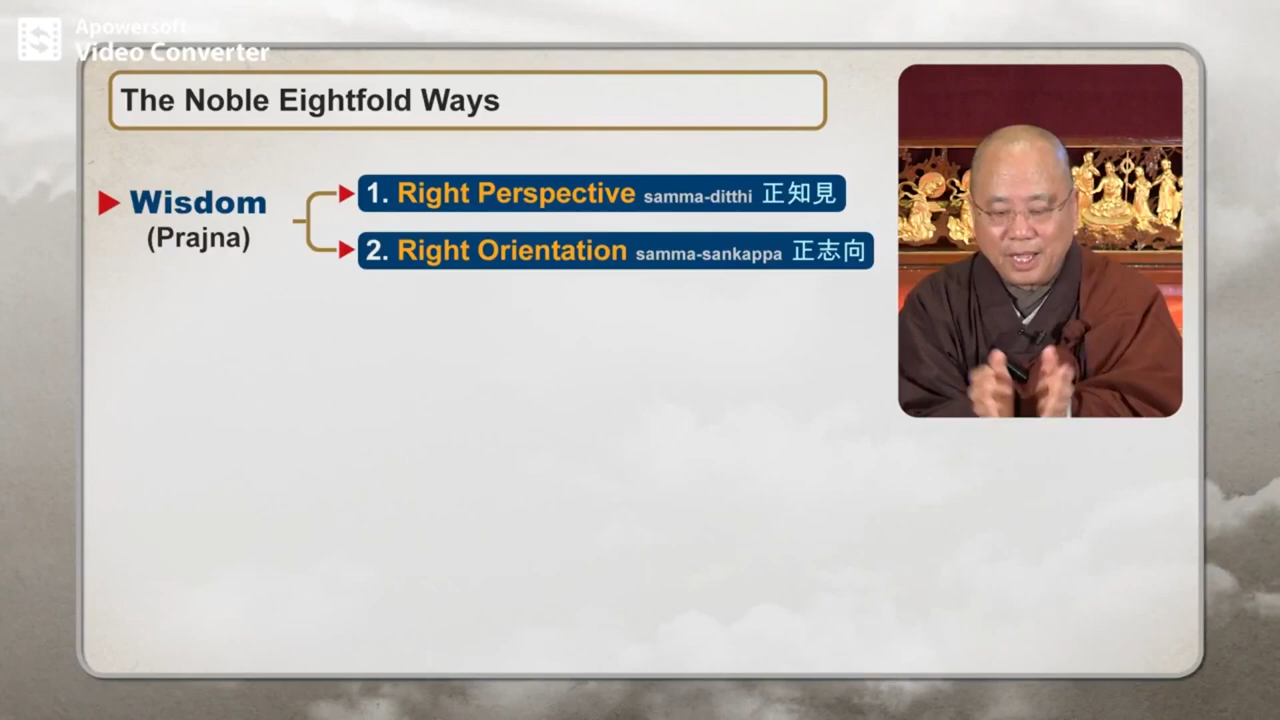 Apowersoft
Video Converter
The Noble Eightfold Ways
Wisdom
(Prajna)
1. Right Perspective samma-ditthi 正知見
2. Right Orientation samma-sankappa 正志向